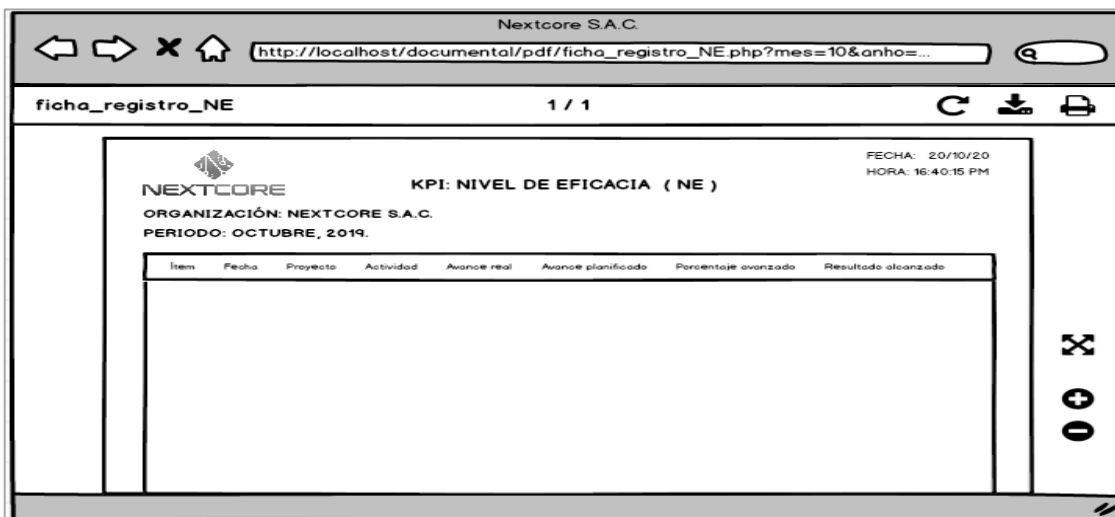 Nextcore S.A.C.
http://localhost/documental/pdf/ficha_registro_NE.php?mes=10&anho=...
ficha_registro_NE
1 / 1
FECHA: 20/10/20
HORA: 16:40:15 PM
NEXTCORE
KPI: NIVEL DE EFICACIA ( NE )
ORGANIZACIÓN: NEXTCORE S.A.C.
PERIODO: OCTUBRE, 2019.
Ítem Fecha Proyecto Actividad Avance real Avance planificado Porcentaje avanzado Resultado alcanzado